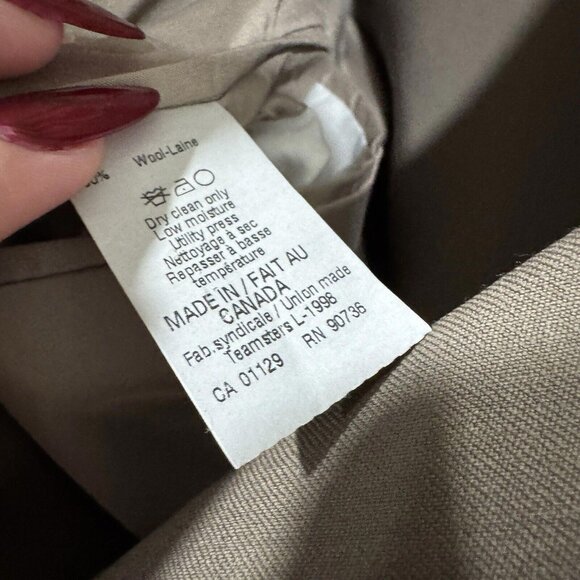 Wool-Laine
Dry clean only
Low moisture
Utility press
Nettoyage à sec
Repasser à basse
température
MADE IN / FAIT AU
CANADA
Fab.syndicale / Union made
Teamsters L-1998
CA 01129 RN 90736